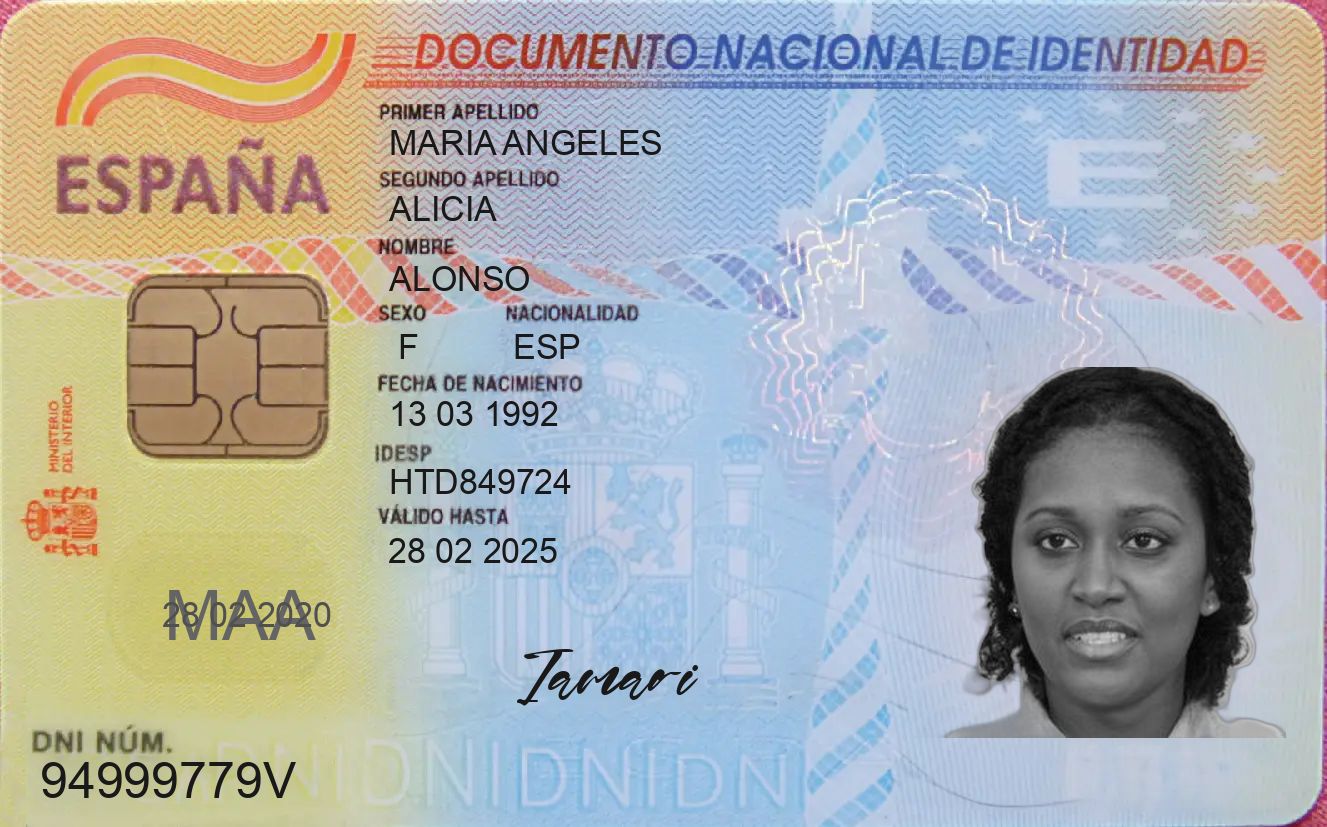 DOCUMENTO NACIONAL DE IDENTIDAD
ESPAÑA
PRIMER APELLIDO
MARIA ANGELES
SEGUNDO APELLIDO
ALICIA
NOMBRE
ALONSO
SEXO NACIONALIDAD
F ESP
FECHA DE NACIMIENTO
13 03 1992
IDESP
HTD849724
VÁLIDO HASTA
28 02 2025
MINISTERIO
DEL INTERIOR
E
28 02 2020
MAA
Tamari
DNI NÚM.
94999779V
DNIDNIDNIDNI